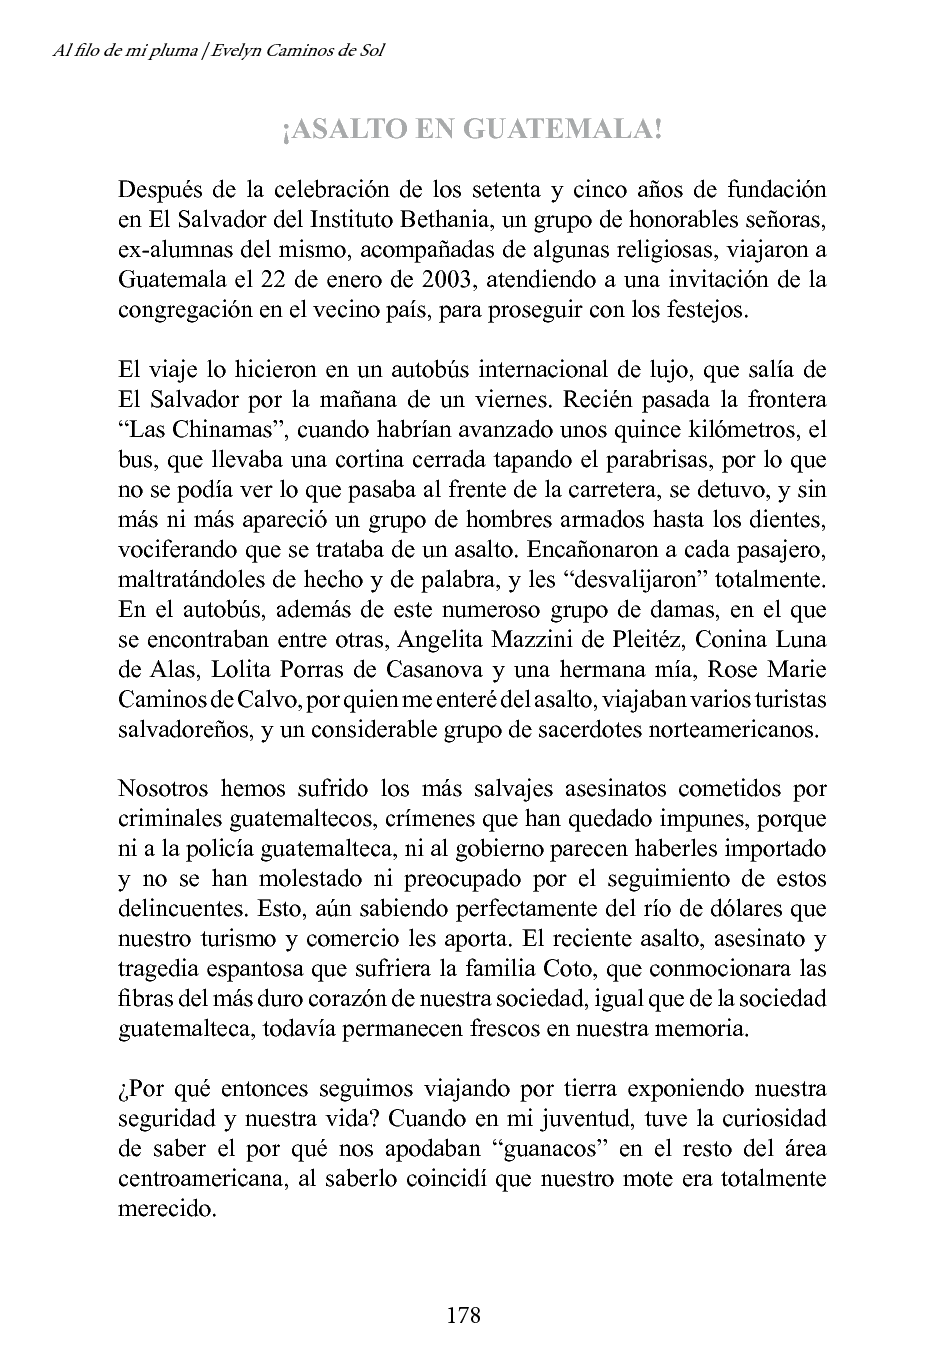 Al filo de mi pluma | Evelyn Caminos de Sol
¡ASALTO EN GUATEMALA!
Después de la celebración de los setenta y cinco años de fundación
en El Salvador del Instituto Bethania, un grupo de honorables señoras,
ex-alumnas del mismo, acompañadas de algunas religiosas, viajaron a
Guatemala el 22 de enero de 2003, atendiendo a una invitación de la
congregación en el vecino país, para proseguir con los festejos.
El viaje lo hicieron en un autobús internacional de lujo, que salía de
El Salvador por la mañana de un viernes. Recién pasada la frontera
“Las Chinamas”, cuando habrían avanzado unos quince kilómetros, el
bus, que llevaba una cortina cerrada tapando el parabrisas, por lo que
no se podía ver lo que pasaba al frente de la carretera, se detuvo, y sin
más ni más apareció un grupo de hombres armados hasta los dientes,
vociferando que se trataba de un asalto. Encañonaron a cada pasajero,
maltratándoles de hecho y de palabra, y les “desvalijaron” totalmente.
En el autobús, además de este numeroso grupo de damas, en el que
se encontraban entre otras, Angelita Mazzini de Pleitéz, Conina Luna
de Alas, Lolita Porras de Casanova y una hermana mía, Rose Marie
Caminos de Calvo, por quien me enteré del asalto, viajaban varios turistas
salvadoreños, y un considerable grupo de sacerdotes norteamericanos.
Nosotros hemos sufrido los más salvajes asesinatos cometidos por
criminales guatemaltecos, crímenes que han quedado impunes, porque
ni a la policía guatemalteca, ni al gobierno parecen haberles importado
y no se han molestado ni preocupado por el seguimiento de estos
delincuentes. Esto, aún sabiendo perfectamente del río de dólares que
nuestro turismo y comercio les aporta. El reciente asalto, asesinato y
tragedia espantosa que sufriera la familia Coto, que conmocionara las
fibras del más duro corazón de nuestra sociedad, igual que de la sociedad
guatemalteca, todavía permanecen frescos en nuestra memoria.
¿Por qué entonces seguimos viajando por tierra exponiendo nuestra
seguridad y nuestra vida? Cuando en mi juventud, tuve la curiosidad
de saber el por qué nos apodaban “guanacos” en el resto del área
centroamericana, al saberlo coincidí que nuestro mote era totalmente
merecido.
178